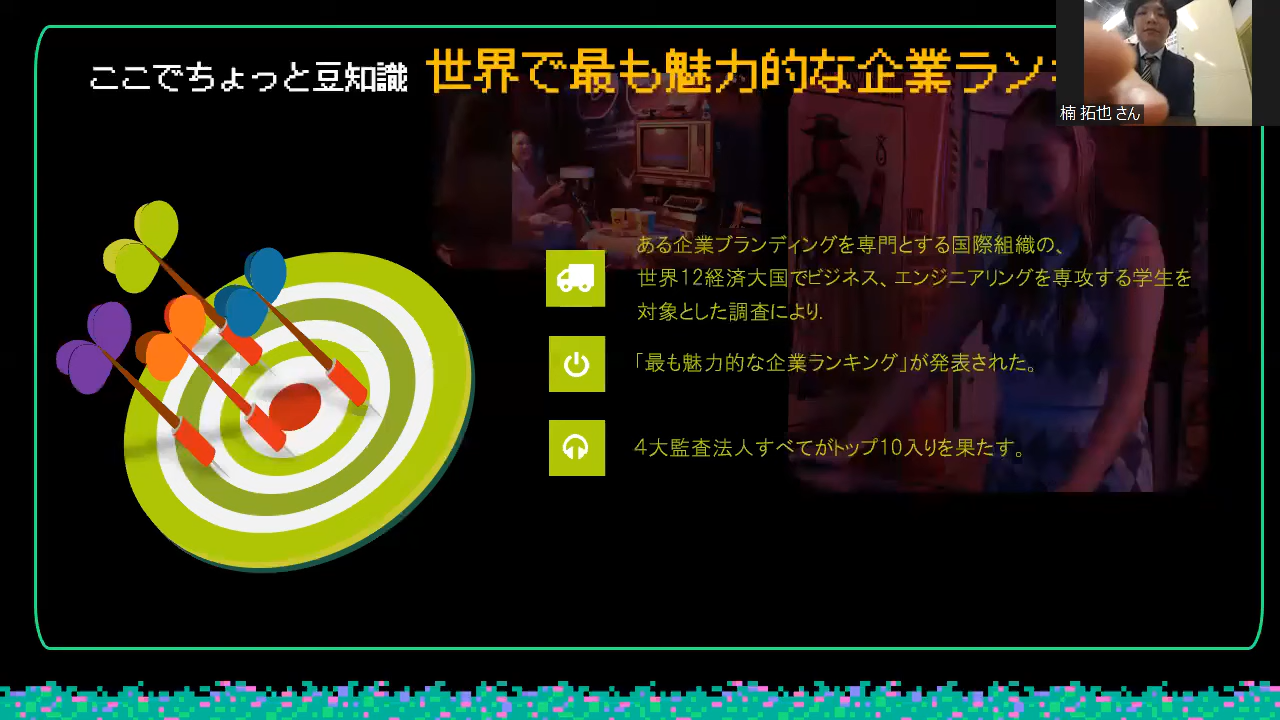 ここでちょっと豆知識 世界で最も魅力的な企業ラン
楠 拓也 さん
ある企業ブランディングを専門とする国際組織の、
世界12経済大国でビジネス、エンジニアリングを専攻する学生を
対象とした調査により.
「最も魅力的な企業ランキング」が発表された。
4大監査法人すべてがトップ10入りを果たす。